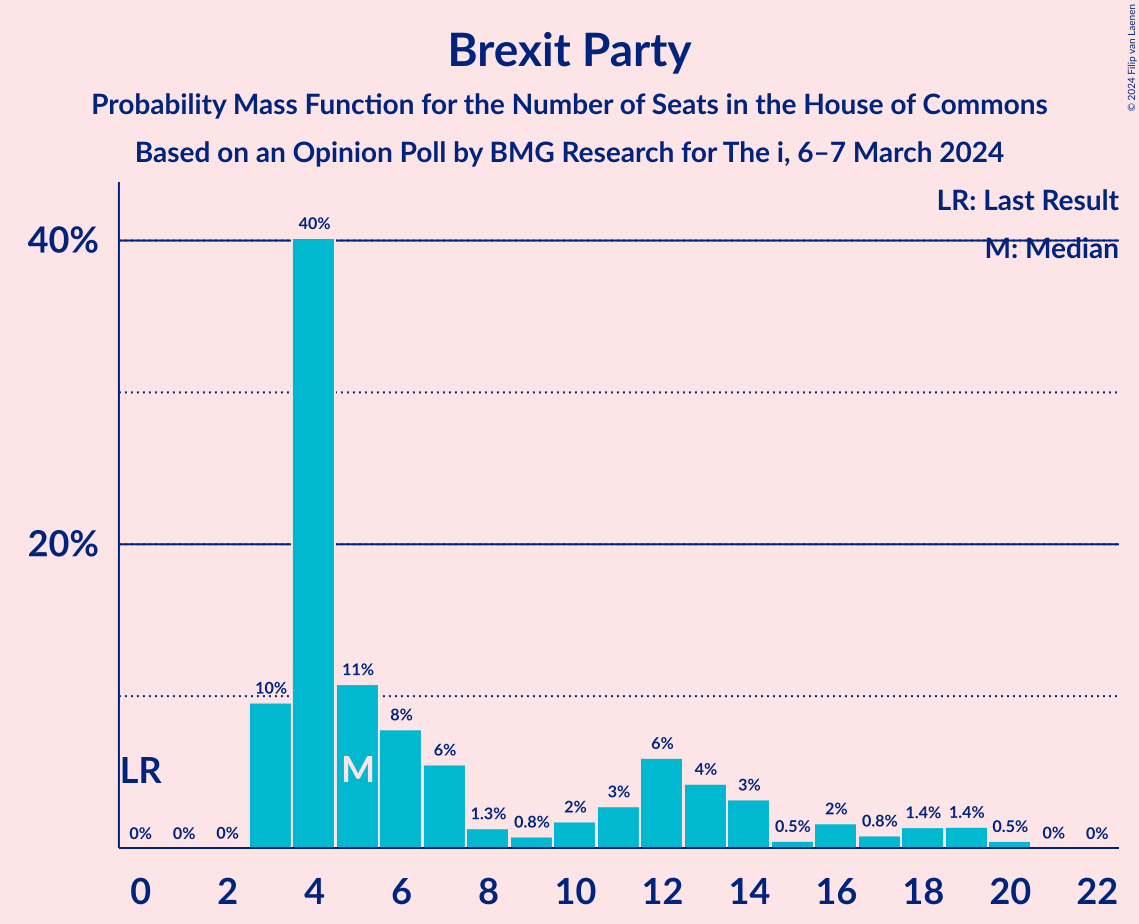 Brexit Party
Probability Mass Function for the Number of Seats in the House of Commons
Based on an Opinion Poll by BMG Research for The i, 6–7 March 2024
© 2024 Filip van Laenen
LR: Last Result
M: Median
40%
20%
LR
M
0% 0% 0% 10% 40% 11% 8% 6% 1.3% 0.8% 2% 3% 6% 4% 3% 0.5% 2% 0.8% 1.4% 1.4% 0.5% 0% 0%
0 2 4 6 8 10 12 14 16 18 20 22